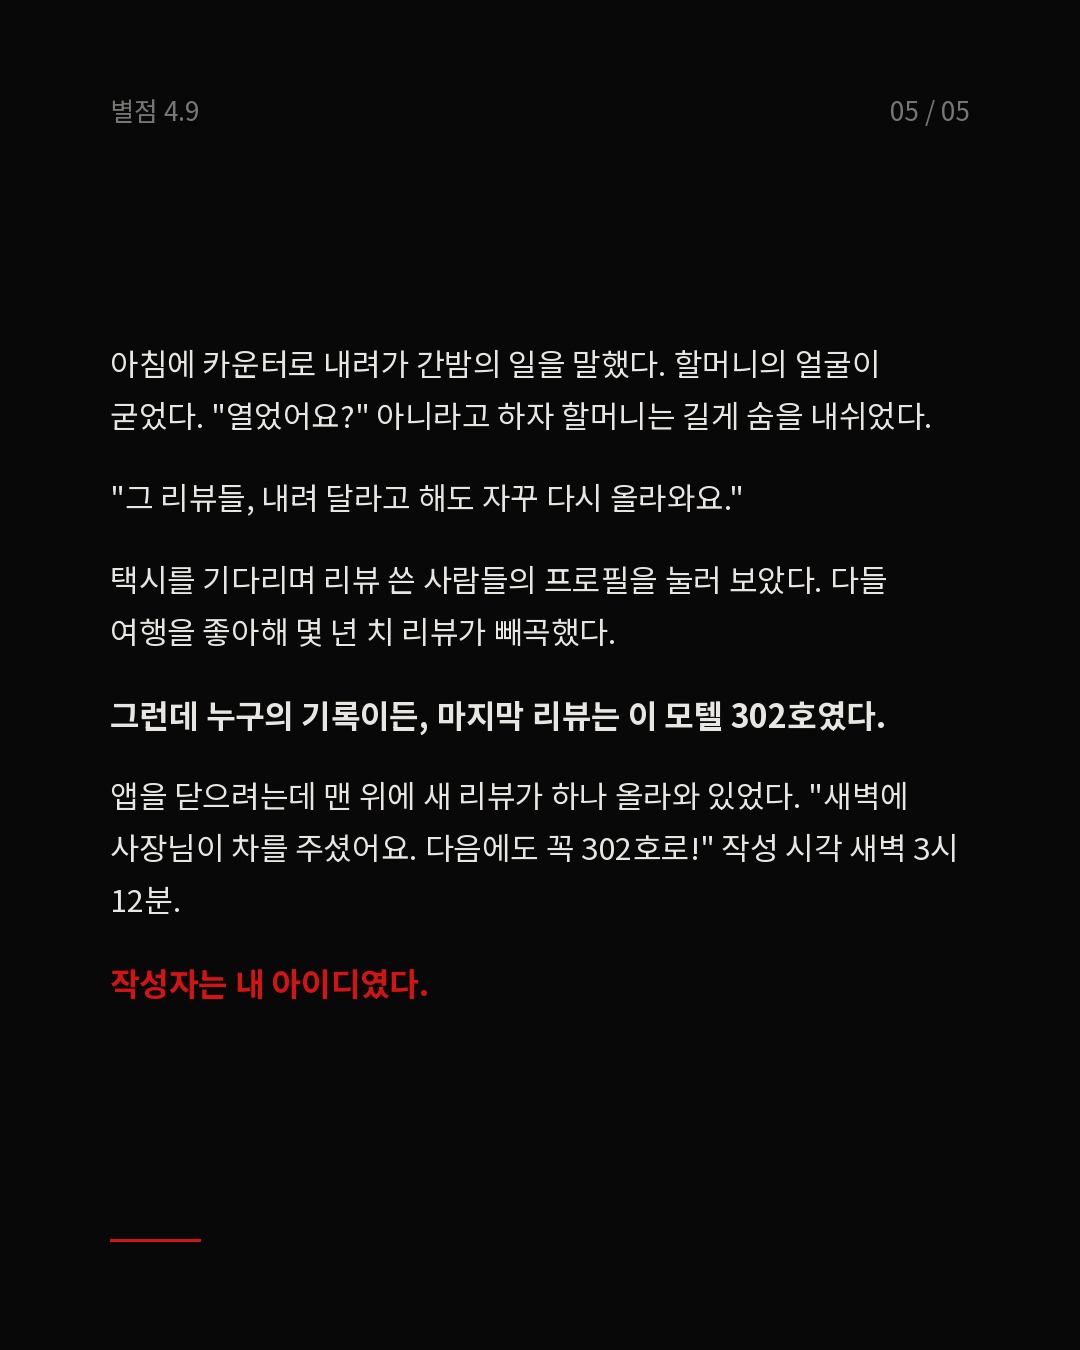 별점 4.9
05 / 05
아침에 카운터로 내려가 간밤의 일을 말했다. 할머니의 얼굴이
굳었다. "열었어요?" 아니라고 하자 할머니는 길게 숨을 내쉬었다.
"그 리뷰들, 내려 달라고 해도 자꾸 다시 올라와요."
택시를 기다리며 리뷰 쓴 사람들의 프로필을 눌러 보았다. 다들
여행을 좋아해 몇 년 치 리뷰가 빼곡했다.
그런데 누구의 기록이든, 마지막 리뷰는 이 모텔 302호였다.
앱을 닫으려는데 맨 위에 새 리뷰가 하나 올라와 있었다. "새벽에
사장님이 차를 주셨어요. 다음에도 꼭 302호로!" 작성 시각 새벽 3시
12분.
작성자는 내 아이디였다.